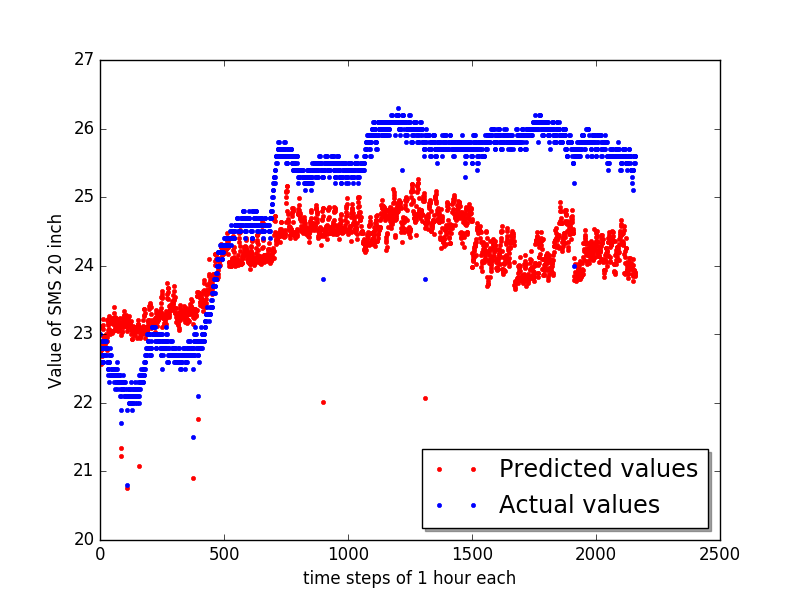 27
26
25
24
23
22
21
20
Value of SMS 20 inch
Predicted values
Actual values
0 500 1000 1500 2000 2500
time steps of 1 hour each